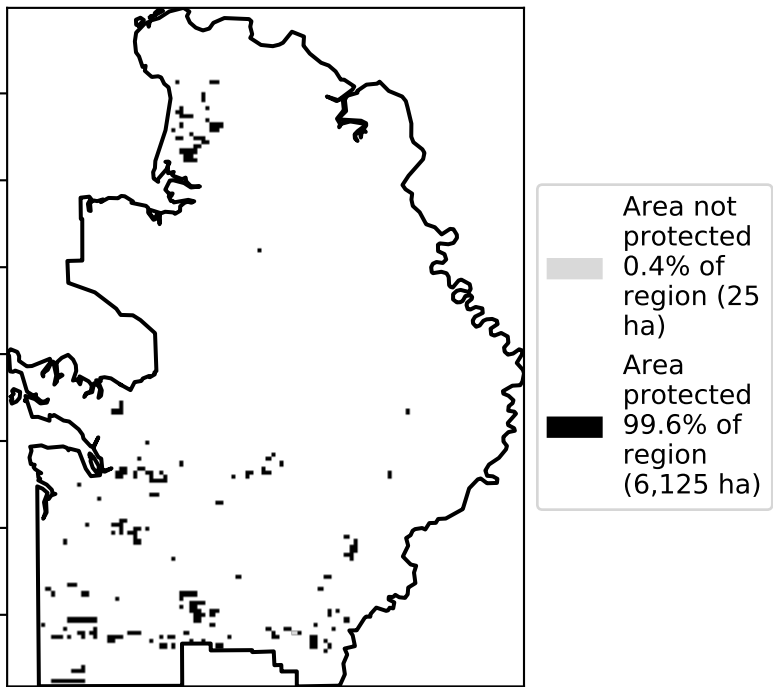 Area not
protected
0.4% of
region (25
ha)
Area
protected
99.6% of
region
(6,125 ha)